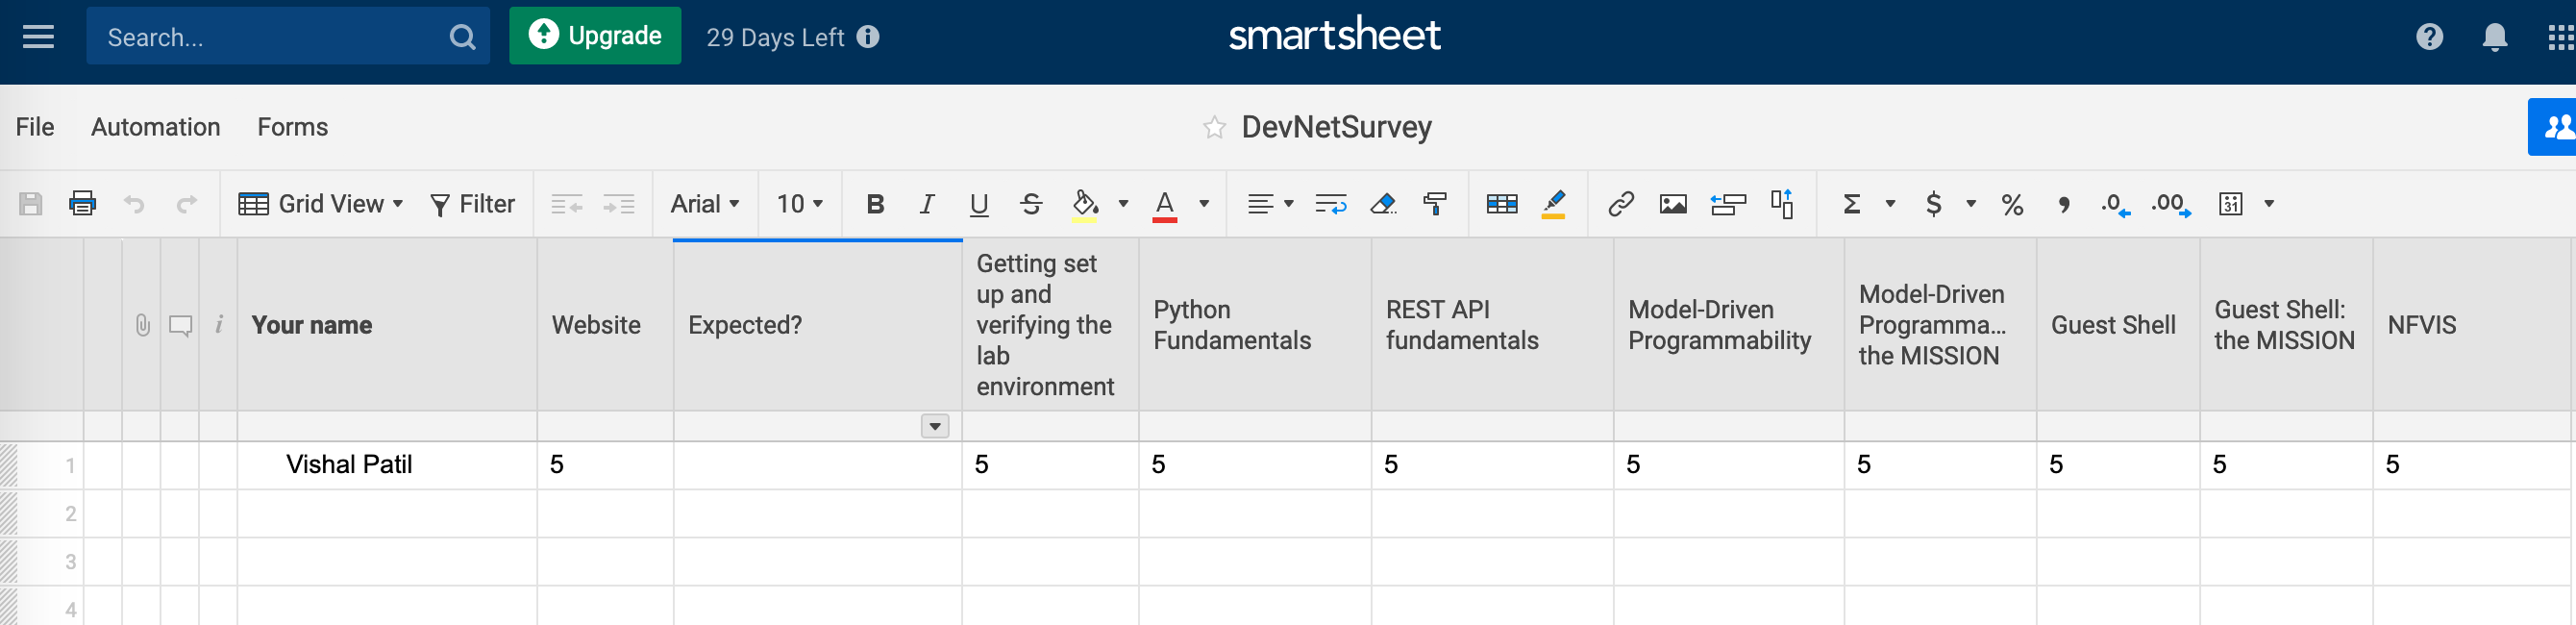 Search...
Upgrade
29 Days Left
smartsheet
File
Automation
Forms
DevNetSurvey
Grid View
Filter
Arial
10
B
I
U
S
A
Σ
$
%
,
.0
.00
31
Your name
Website
Expected?
Getting set
up and
verifying the
lab
environment
Python
Fundamentals
REST API
fundamentals
Model-Driven
Programmability
Model-Driven
Programma...
the MISSION
Guest Shell
Guest Shell:
the MISSION
NFVIS
1
Vishal Patil
5
5
5
5
5
5
5
5
5
2
3
4